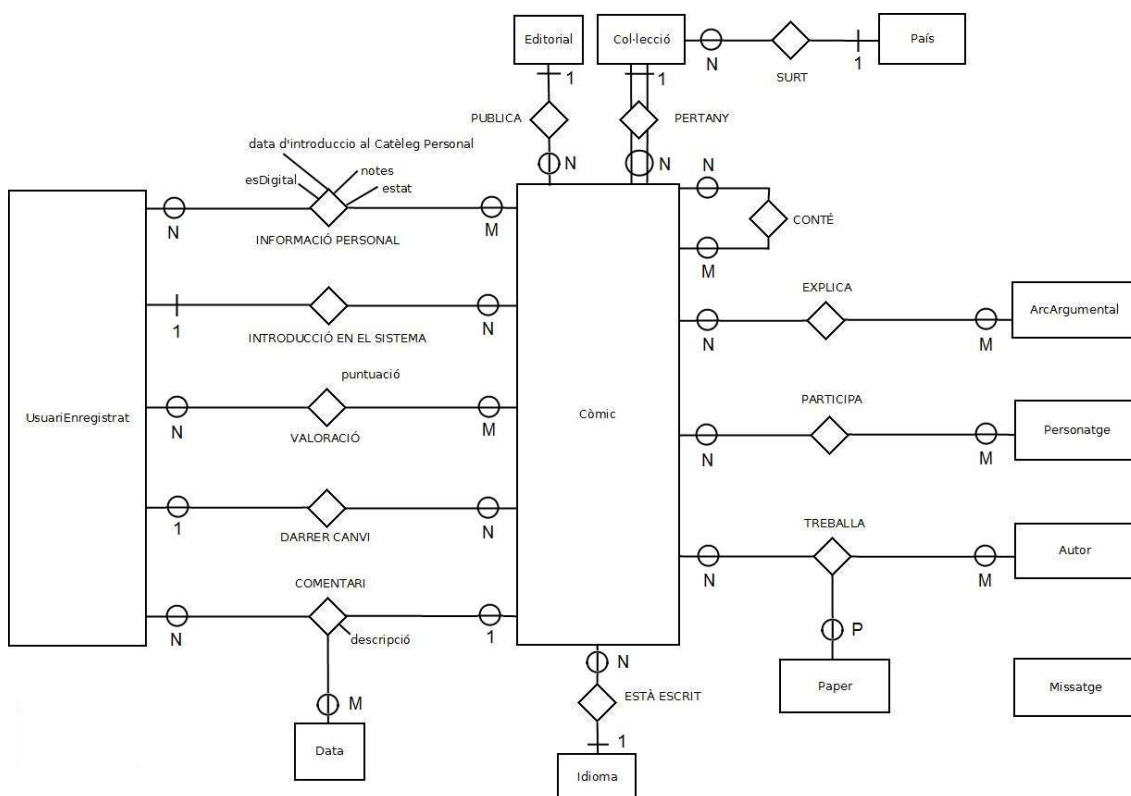 Editorial
Col·lecció
País
1
1
N
1
SURT
PUBLICA
PERTANY
data d'introduccio al Catèleg Personal
notes
esDigital
estat
N
N
N
N
M
INFORMACIÓ PERSONAL
CONTÉ
M
EXPLICA
ArcArgumental
1
N
INTRODUCCIÓ EN EL SISTEMA
N
M
puntuació
PARTICIPA
UsuariEnregistrat
Còmic
Personatge
N
M
VALORACIÓ
N
M
TREBALLA
1
N
DARRER CANVI
Autor
N
M
COMENTARI
N
descripció
1
P
N
Paper
Missatge
ESTÀ ESCRIT
M
1
Data
Idioma